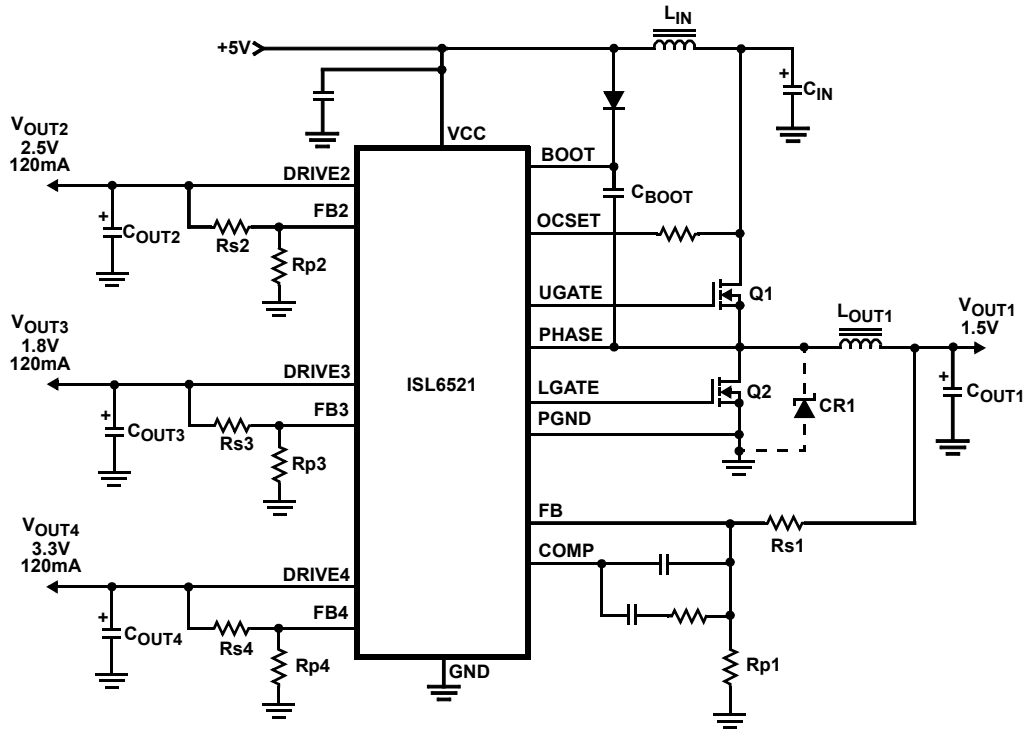 L_IN
+5V
+
C_IN
VCC
V_OUT2
2.5V
120mA
DRIVE2
BOOT
C_BOOT
FB2
+
C_OUT2
Rs2
OCSET
Rp2
UGATE
Q1
V_OUT3
1.8V
120mA
PHASE
L_OUT1
V_OUT1
1.5V
DRIVE3
ISL6521
LGATE
Q2
CR1
+
C_OUT1
FB3
PGND
+
C_OUT3
Rs3
Rp3
FB
Rs1
V_OUT4
3.3V
120mA
COMP
DRIVE4
FB4
+
C_OUT4
Rs4
Rp4
GND
Rp1